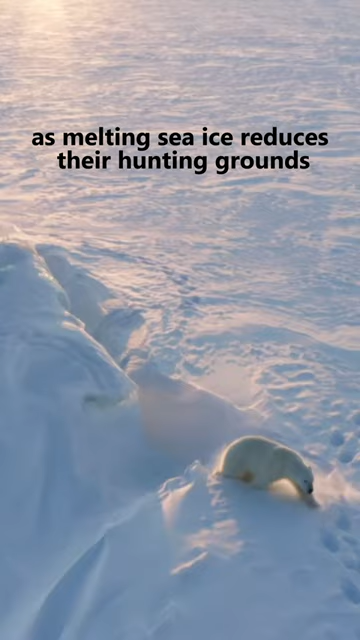 as melting sea ice reduces
their hunting grounds